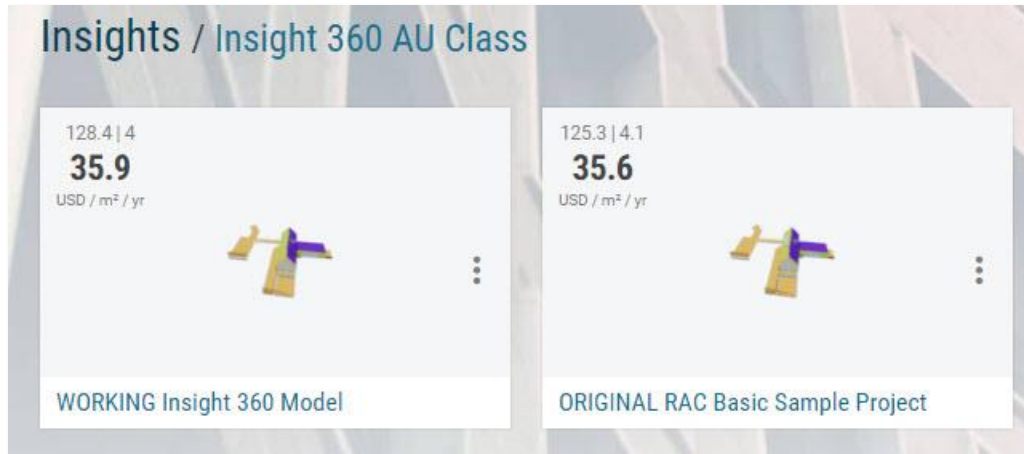 Insights / Insight 360 AU Class
128.4 | 4
35.9
USD / m² / yr
WORKING Insight 360 Model
125.3 | 4.1
35.6
USD / m² / yr
ORIGINAL RAC Basic Sample Project